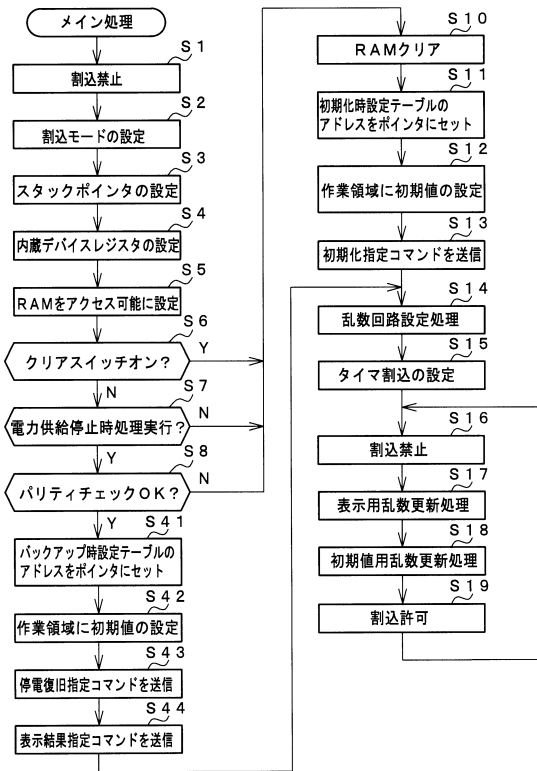 メイン処理
S1
割込禁止
S2
割込モードの設定
S3
スタックポインタの設定
S4
内蔵デバイスレジスタの設定
S5
RAMをアクセス可能に設定
S6
クリアスイッチオン?
Y
N
S7
電力供給停止時処理実行?
N
Y
S8
パリティチェックOK?
N
Y
S41
バックアップ時設定テーブルの
アドレスをポインタにセット
S42
作業領域に初期値の設定
S43
停電復旧指定コマンドを送信
S44
表示結果指定コマンドを送信
S10
RAMクリア
S11
初期化時設定テーブルの
アドレスをポインタにセット
S12
作業領域に初期値の設定
S13
初期化指定コマンドを送信
S14
乱数回路設定処理
S15
タイマ割込の設定
S16
割込禁止
S17
表示用乱数更新処理
S18
初期値用乱数更新処理
S19
割込許可